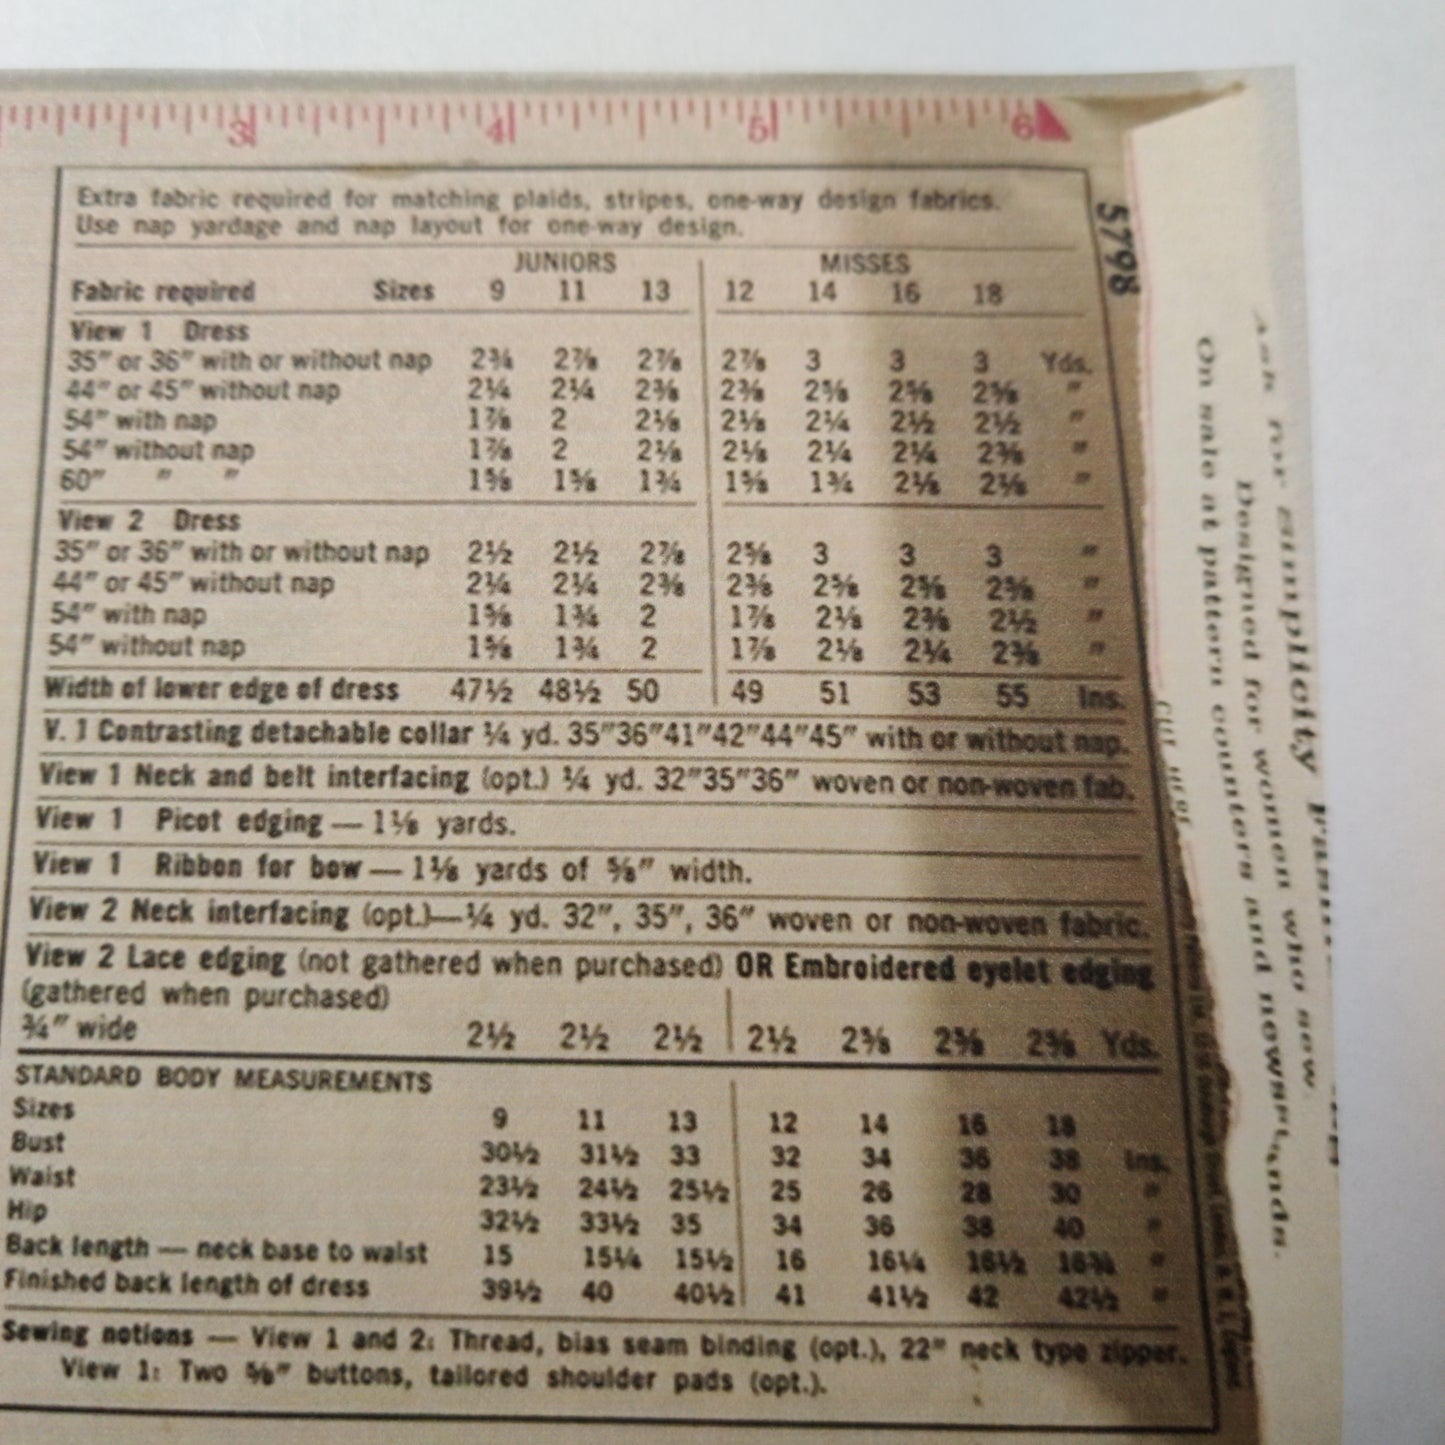 3 4 5 6
Extra fabric required for matching plaids, stripes, one-way design fabrics.
Use nap yardage and nap layout for one-way design.
JUNIORS MISSES
Fabric required Sizes 9 11 13 12 14 16 18
View 1 Dress
35" or 36" with or without nap 2¾ 2⅞ 2⅞ 2⅞ 3 3 3 Yds.
44" or 45" without nap 2¼ 2¼ 2⅜ 2⅜ 2⅝ 2⅝ 2⅝ "
54" with nap 1⅞ 2 2⅛ 2⅛ 2¼ 2½ 2½ "
54" without nap 1⅞ 2 2⅛ 2⅛ 2¼ 2¼ 2⅜ "
60" " " 1⅝ 1⅝ 1¾ 1⅝ 1¾ 2⅛ 2⅛ "
View 2 Dress
35" or 36" with or without nap 2½ 2½ 2⅞ 2⅝ 3 3 3 "
44" or 45" without nap 2¼ 2¼ 2⅜ 2⅜ 2⅝ 2⅝ 2⅝ "
54" with nap 1⅝ 1¾ 2 1⅞ 2⅛ 2⅜ 2½ "
54" without nap 1⅝ 1¾ 2 1⅞ 2⅛ 2¼ 2⅜ "
Width of lower edge of dress 47½ 48½ 50 49 51 53 55 Ins.
V. 1 Contrasting detachable collar ¼ yd. 35"36"41"42"44"45" with or without nap.
View 1 Neck and belt interfacing (opt.) ¼ yd. 32"35"36" woven or non-woven fab.
View 1 Picot edging — 1⅛ yards.
View 1 Ribbon for bow — 1⅛ yards of ⅝" width.
View 2 Neck interfacing (opt.)—¼ yd. 32", 35", 36" woven or non-woven fabric.
View 2 Lace edging (not gathered when purchased) OR Embroidered eyelet edging
(gathered when purchased)
¾" wide 2½ 2½ 2½ 2½ 2⅝ 2⅝ 2⅝ Yds.
STANDARD BODY MEASUREMENTS
Sizes 9 11 13 12 14 16 18
Bust 30½ 31½ 33 32 34 36 38 Ins.
Waist 23½ 24½ 25½ 25 26 28 30 "
Hip 32½ 33½ 35 34 36 38 40 "
Back length — neck base to waist 15 15¼ 15½ 16 16¼ 16½ 16¾ "
Finished back length of dress 39½ 40 40½ 41 41½ 42 42½ "
Sewing notions — View 1 and 2: Thread, bias seam binding (opt.), 22" neck type zipper.
View 1: Two ⅝" buttons, tailored shoulder pads (opt.).
5798
Ask for Simplicity
Designed for women who sew.
On sale at pattern counters and newsstands.